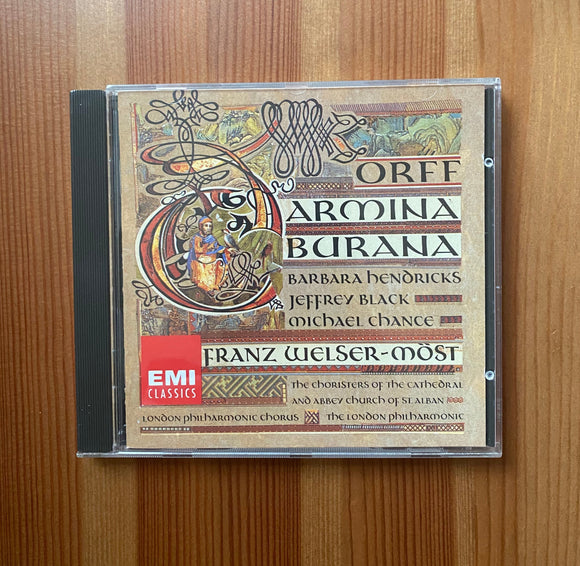 ORFF
CARMINA
BURANA
BARBARA HENDRICKS
JEFFREY BLACK
MICHAEL CHANCE
FRANZ WELSER-MÖST
EMI
CLASSICS
THE CHORISTERS OF THE CATHEDRAL
AND ABBEY CHURCH OF ST. ALBAN
LONDON PHILHARMONIC CHORUS THE LONDON PHILHARMONIC